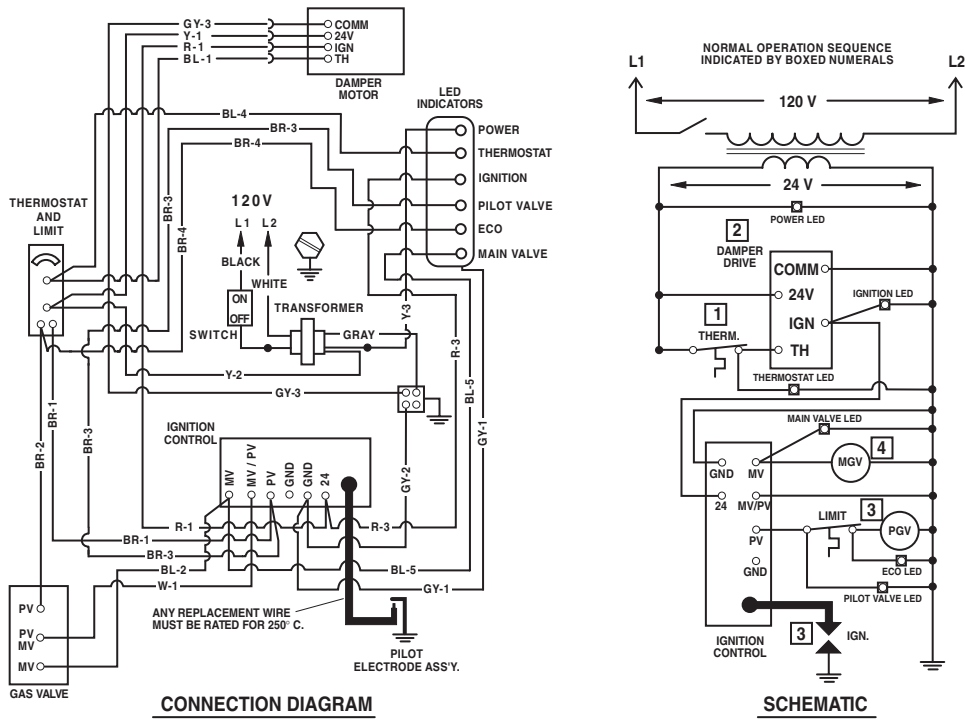 GY-3
Y-1
R-1
BL-1
COMM
24V
IGN
TH
DAMPER
MOTOR
BL-4
BR-3
BR-4
LED
INDICATORS
POWER
THERMOSTAT
IGNITION
PILOT VALVE
ECO
MAIN VALVE
THERMOSTAT
AND
LIMIT
BR-3
BR-4
120V
L1 L2
BLACK
WHITE
ON
OFF
SWITCH
TRANSFORMER
GRAY
Y-2
GY-3
Y-3
R-3
BL-5
GY-1
BR-1
BR-2
BR-3
IGNITION
CONTROL
MV
MV / PV
PV
GND
GND
24
GY-2
R-1
R-3
BR-1
BR-3
BL-2
W-1
BL-5
GY-1
ANY REPLACEMENT WIRE
MUST BE RATED FOR 250° C.
PILOT
ELECTRODE ASS'Y.
PV
PV
MV
MV
GAS VALVE
CONNECTION DIAGRAM
NORMAL OPERATION SEQUENCE
INDICATED BY BOXED NUMERALS
L1
L2
120 V
24 V
POWER LED
2
DAMPER
DRIVE
COMM
24V
IGN
TH
IGNITION LED
1
THERM.
THERMOSTAT LED
MAIN VALVE LED
GND
MV
MGV
4
24
MV/PV
PV
LIMIT
3
PGV
GND
ECO LED
PILOT VALVE LED
IGNITION
CONTROL
3
IGN.
SCHEMATIC